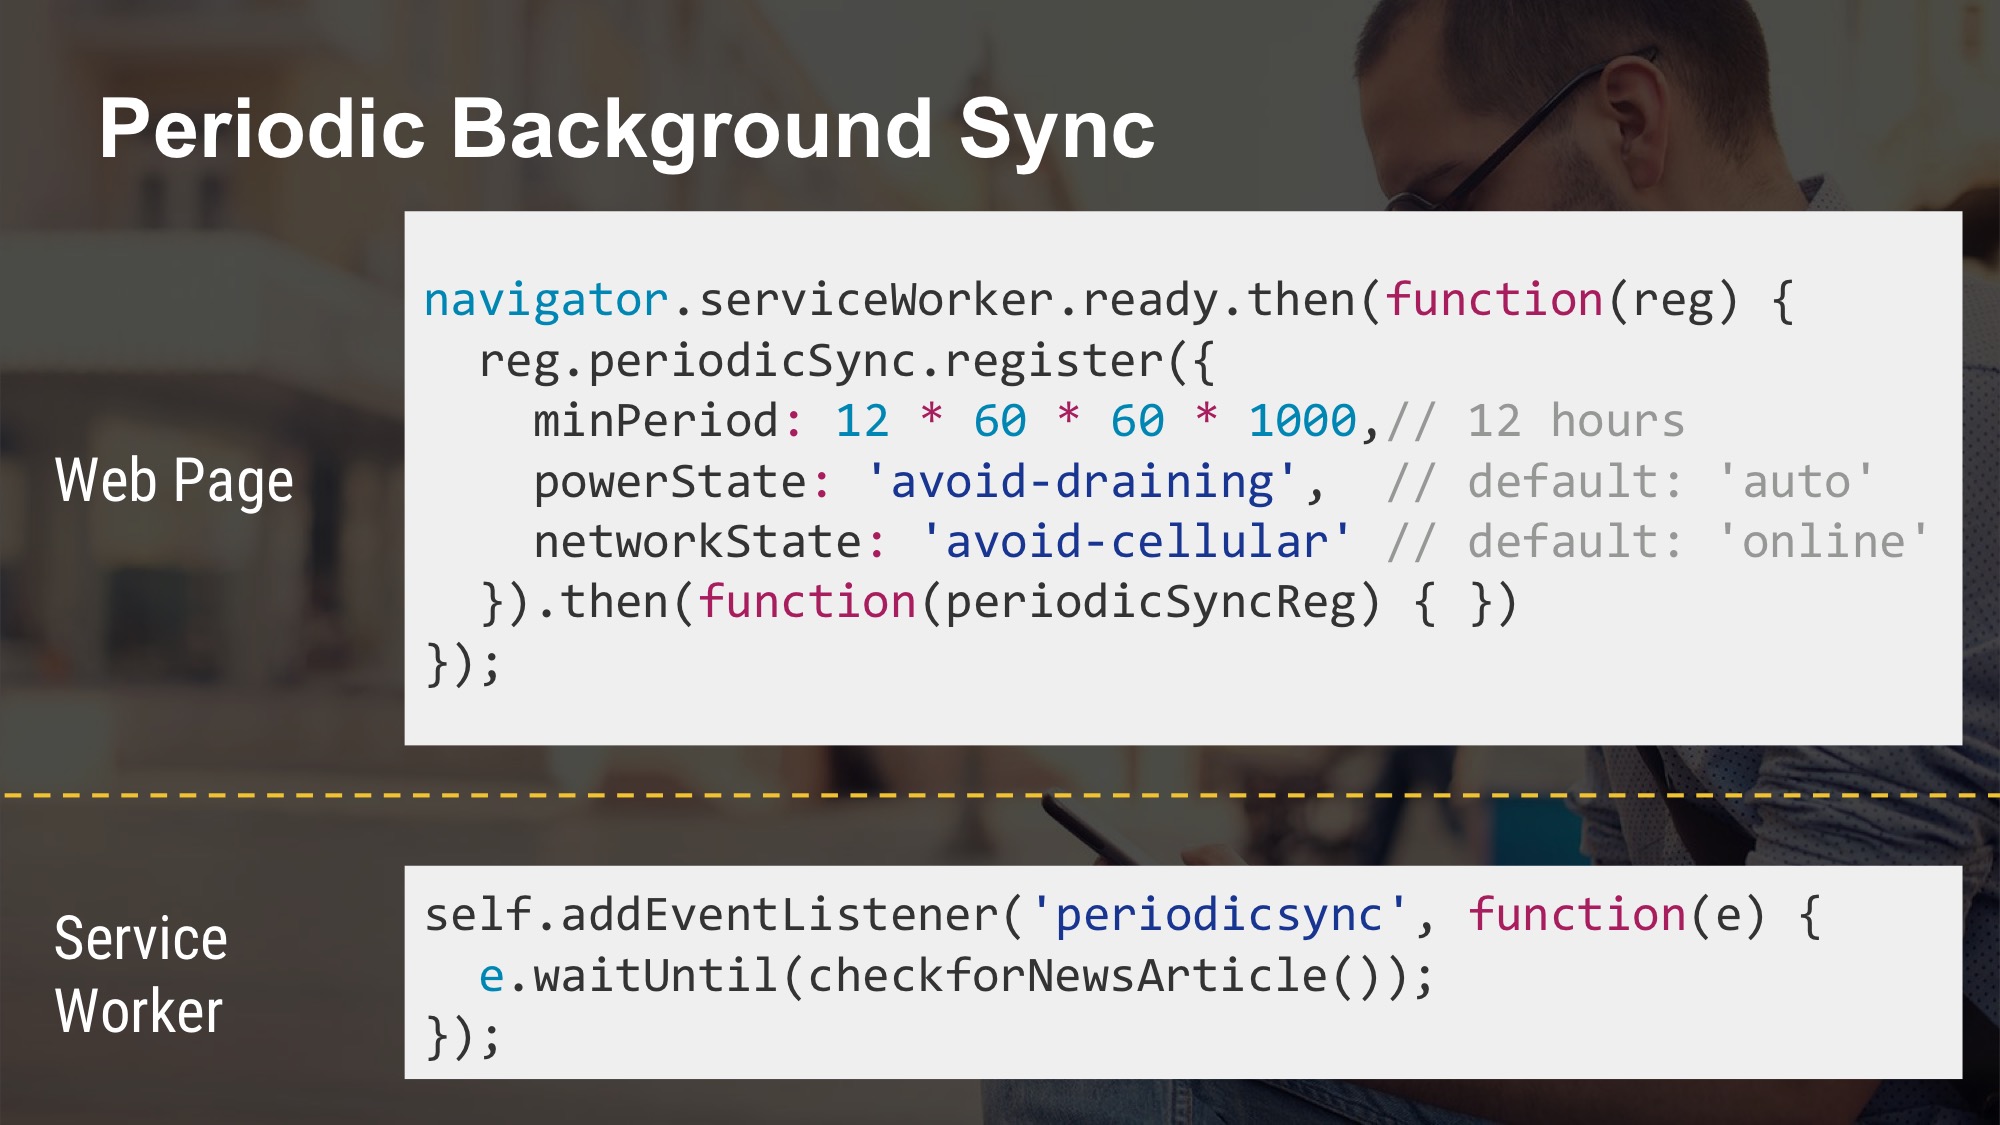 Periodic Background Sync
Web Page
navigator.serviceWorker.ready.then(function(reg) {
  reg.periodicSync.register({
    minPeriod: 12 * 60 * 60 * 1000,// 12 hours
    powerState: 'avoid-draining',  // default: 'auto'
    networkState: 'avoid-cellular' // default: 'online'
  }).then(function(periodicSyncReg) { })
});
Service
Worker
self.addEventListener('periodicsync', function(e) {
  e.waitUntil(checkforNewsArticle());
});